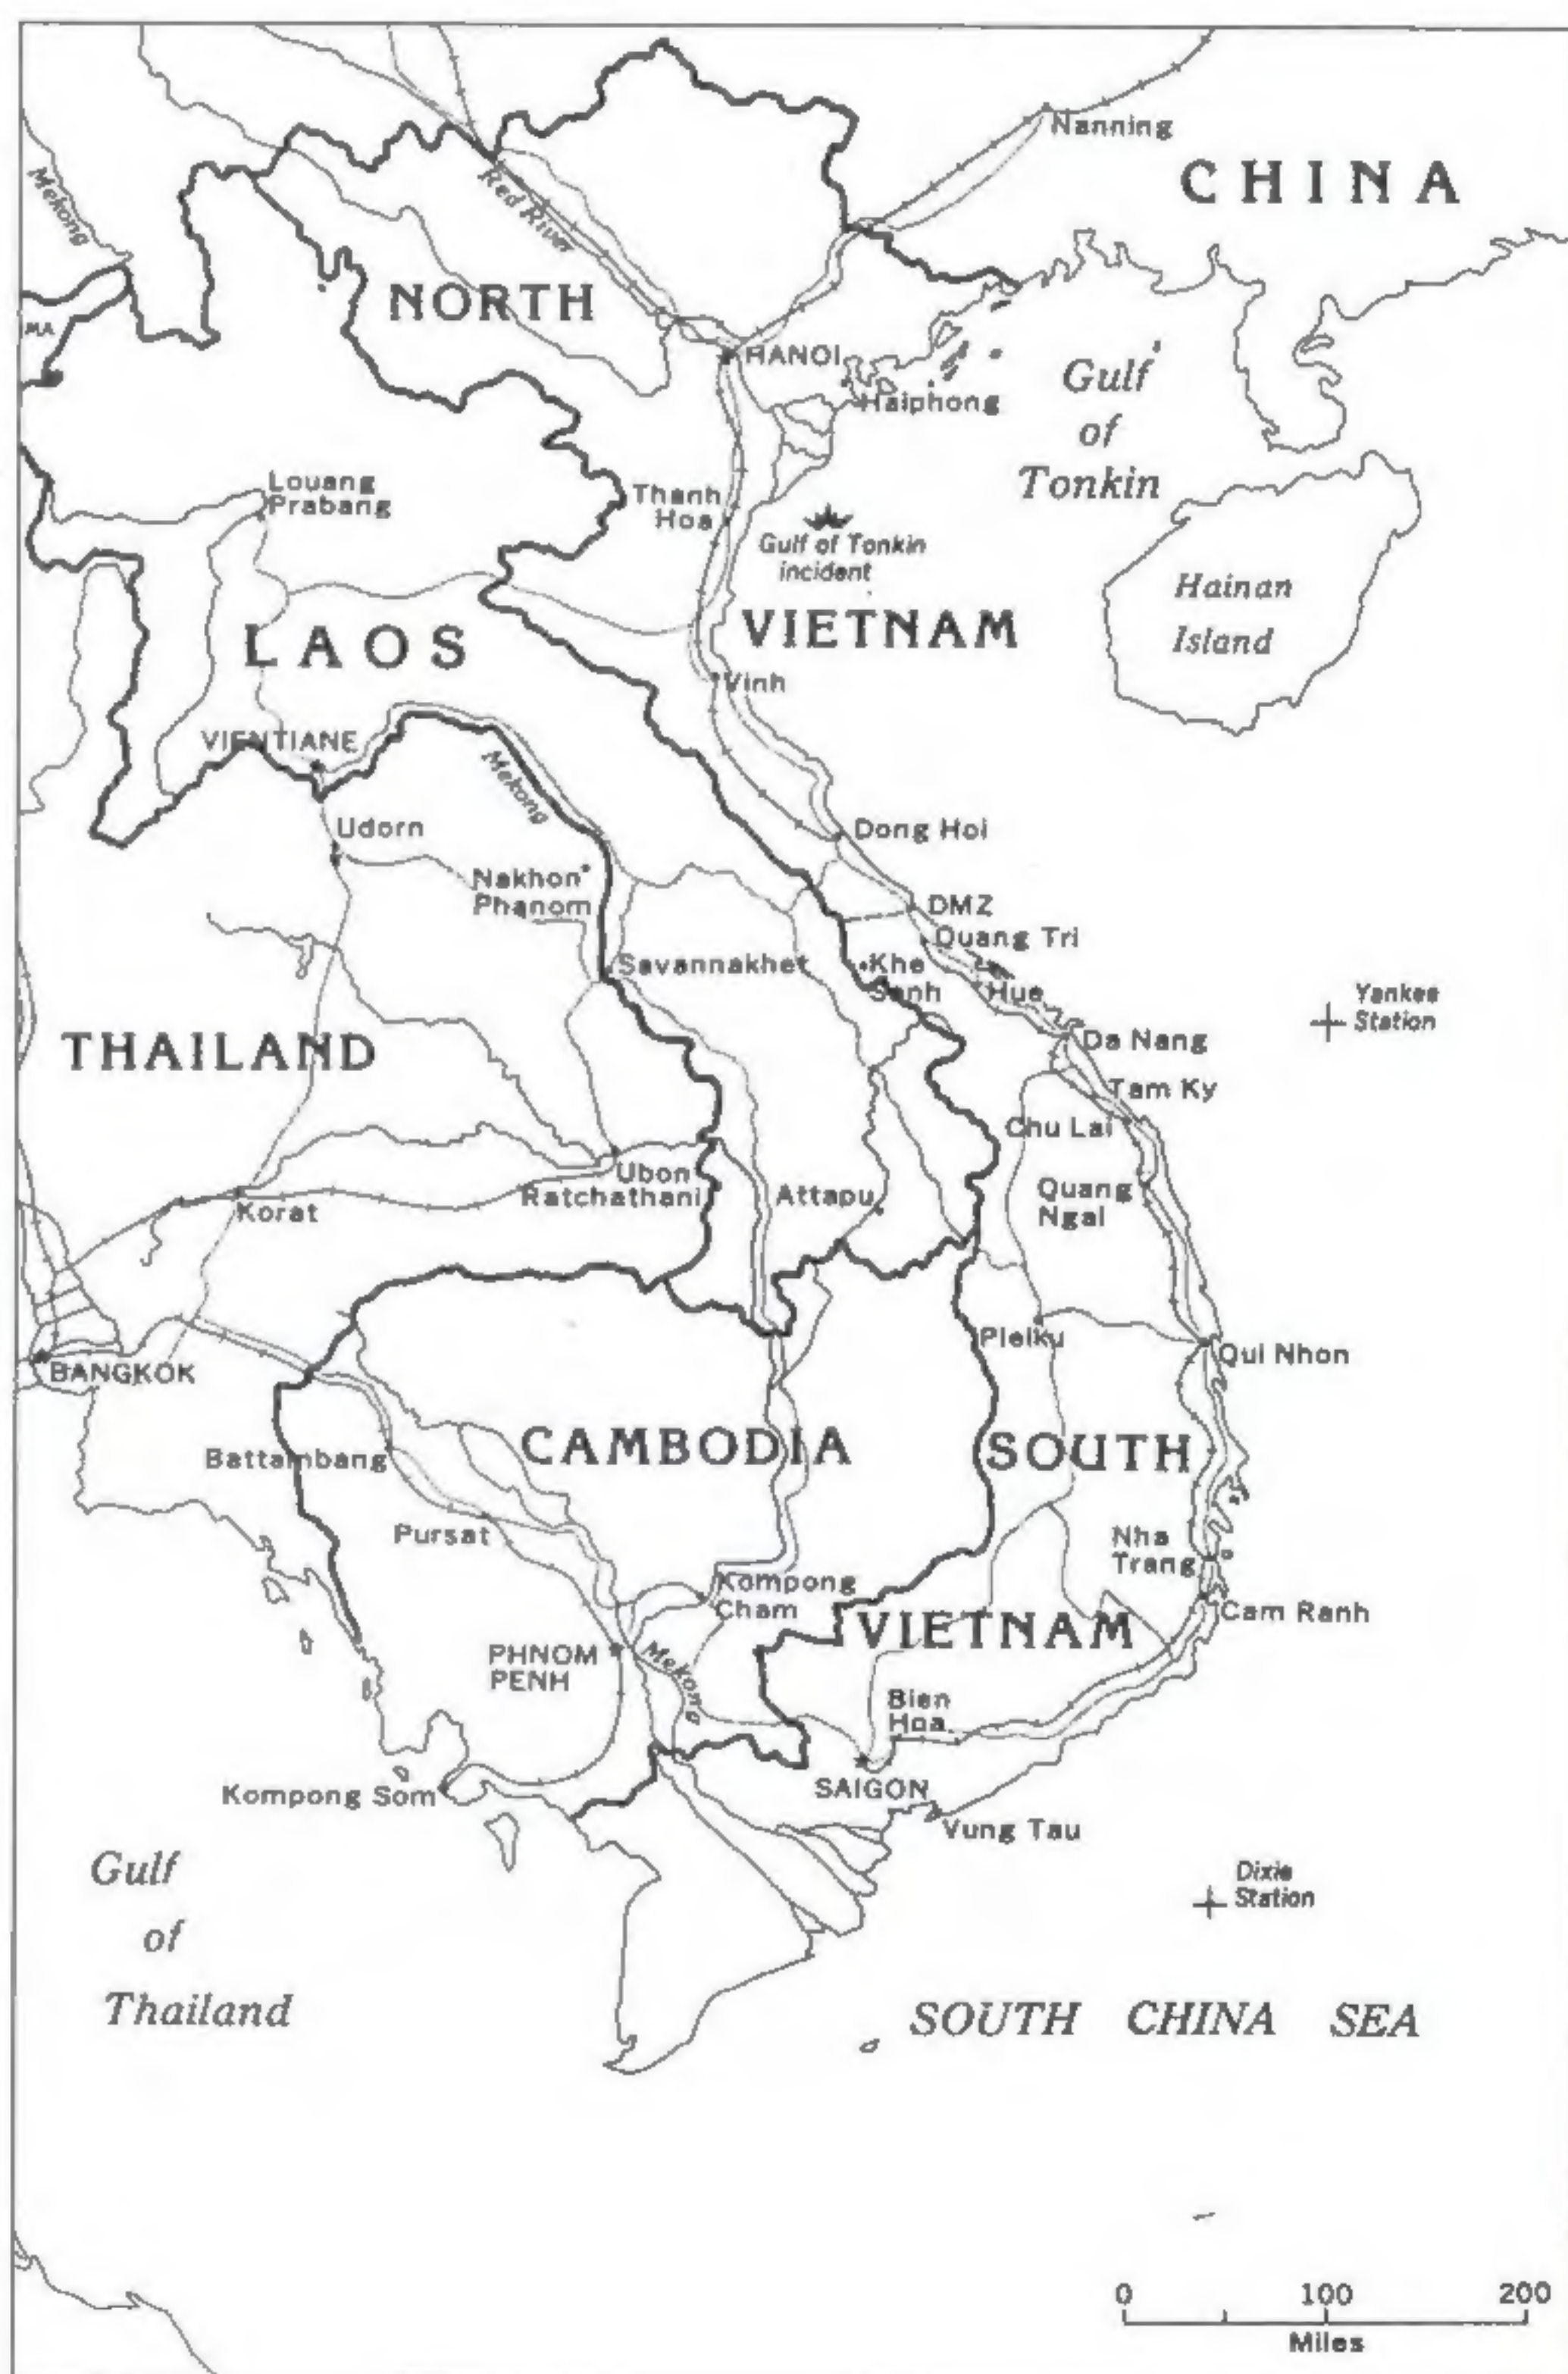 Nanning
CHINA
Mekong
Red River
NORTH
MA
HANOI
Haiphong
Gulf
of
Tonkin
Louang
Prabang
Thanh
Hoa
Gulf of Tonkin
incident
Hainan
Island
LAOS
VIETNAM
Vinh
VIENTIANE
Mekong
Udorn
Dong Hoi
Nakhon
Phanom
DMZ
Quang Tri
Savannakhet
Khe
Sanh
Hue
Yankee
Station
THAILAND
Da Nang
Tam Ky
Chu Lai
Ubon
Ratchathani
Attapu
Quang
Ngai
Korat
Pleiku
Qui Nhon
BANGKOK
CAMBODIA
SOUTH
Battambang
Pursat
Nha
Trang
Kompong
Cham
Cam Ranh
VIETNAM
PHNOM
PENH
Mekong
Bien
Hoa
SAIGON
Kompong Som
Vung Tau
Gulf
of
Thailand
Dixie
Station
SOUTH CHINA SEA
0 100 200
Miles